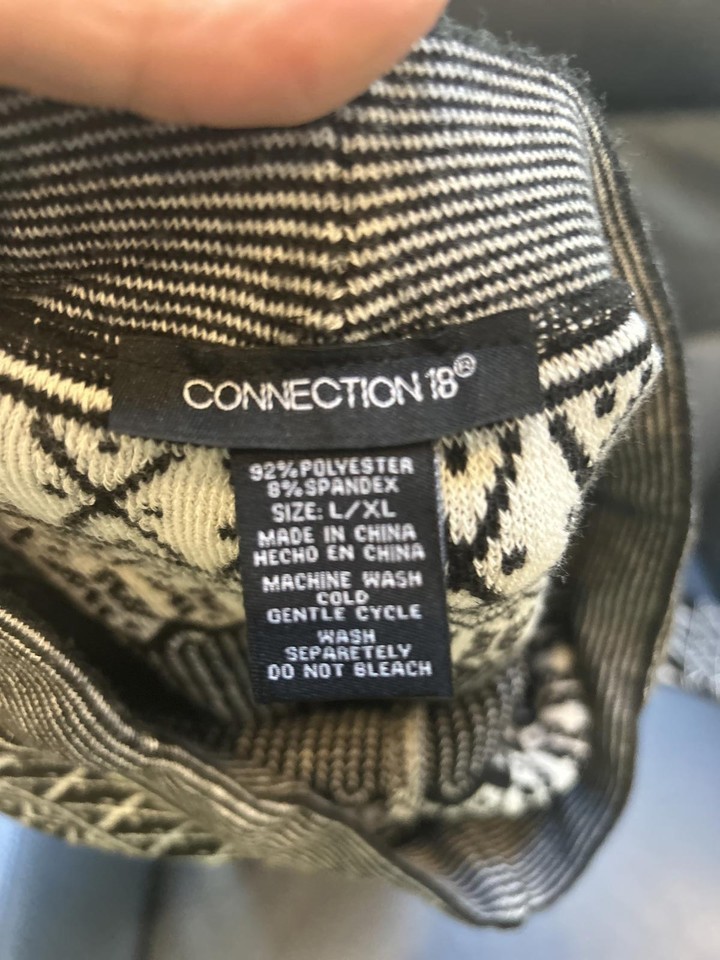 CONNECTION 18®
92% POLYESTER
8% SPANDEX
SIZE: L/XL
MADE IN CHINA
HECHO EN CHINA
MACHINE WASH
COLD
GENTLE CYCLE
WASH
SEPARETELY
DO NOT BLEACH